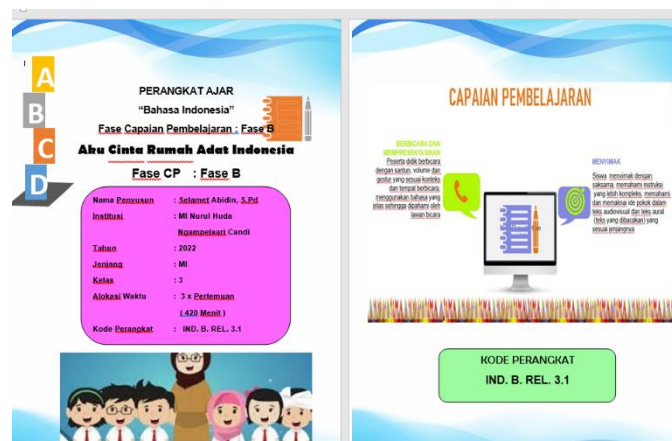 A
B
C
D
PERANGKAT AJAR
“Bahasa Indonesia”
Fase Capaian Pembelajaran : Fase B
Aku Cinta Rumah Adat Indonesia
Fase CP : Fase B
Nama Penyusun : Selamet Abidin, S.Pd
Institusi : MI Nurul Huda
Ngampelsari Candi
Tahun : 2022
Jenjang : MI
Kelas : 3
Alokasi Waktu : 3 x Pertemuan
( 420 Menit )
Kode Perangkat : IND. B. REL. 3.1
CAPAIAN PEMBELAJARAN
BERBICARA DAN
MEMPRESENTASIKAN
Peserta didik berbicara
dengan santun, volume dan
gestur yang sesuai konteks
dan tempat berbicara,
menggunakan bahasa yang
jelas sehingga dipahami oleh
lawan bicara
MENYIMAK
Siswa menyimak dengan
saksama, memahami instruksi
yang lebih kompleks, memahami
dan memaknai ide pokok dalam
teks audiovisual dan teks aural
(teks yang dibacakan) yang
sesuai jenjangnya
KODE PERANGKAT
IND. B. REL. 3.1